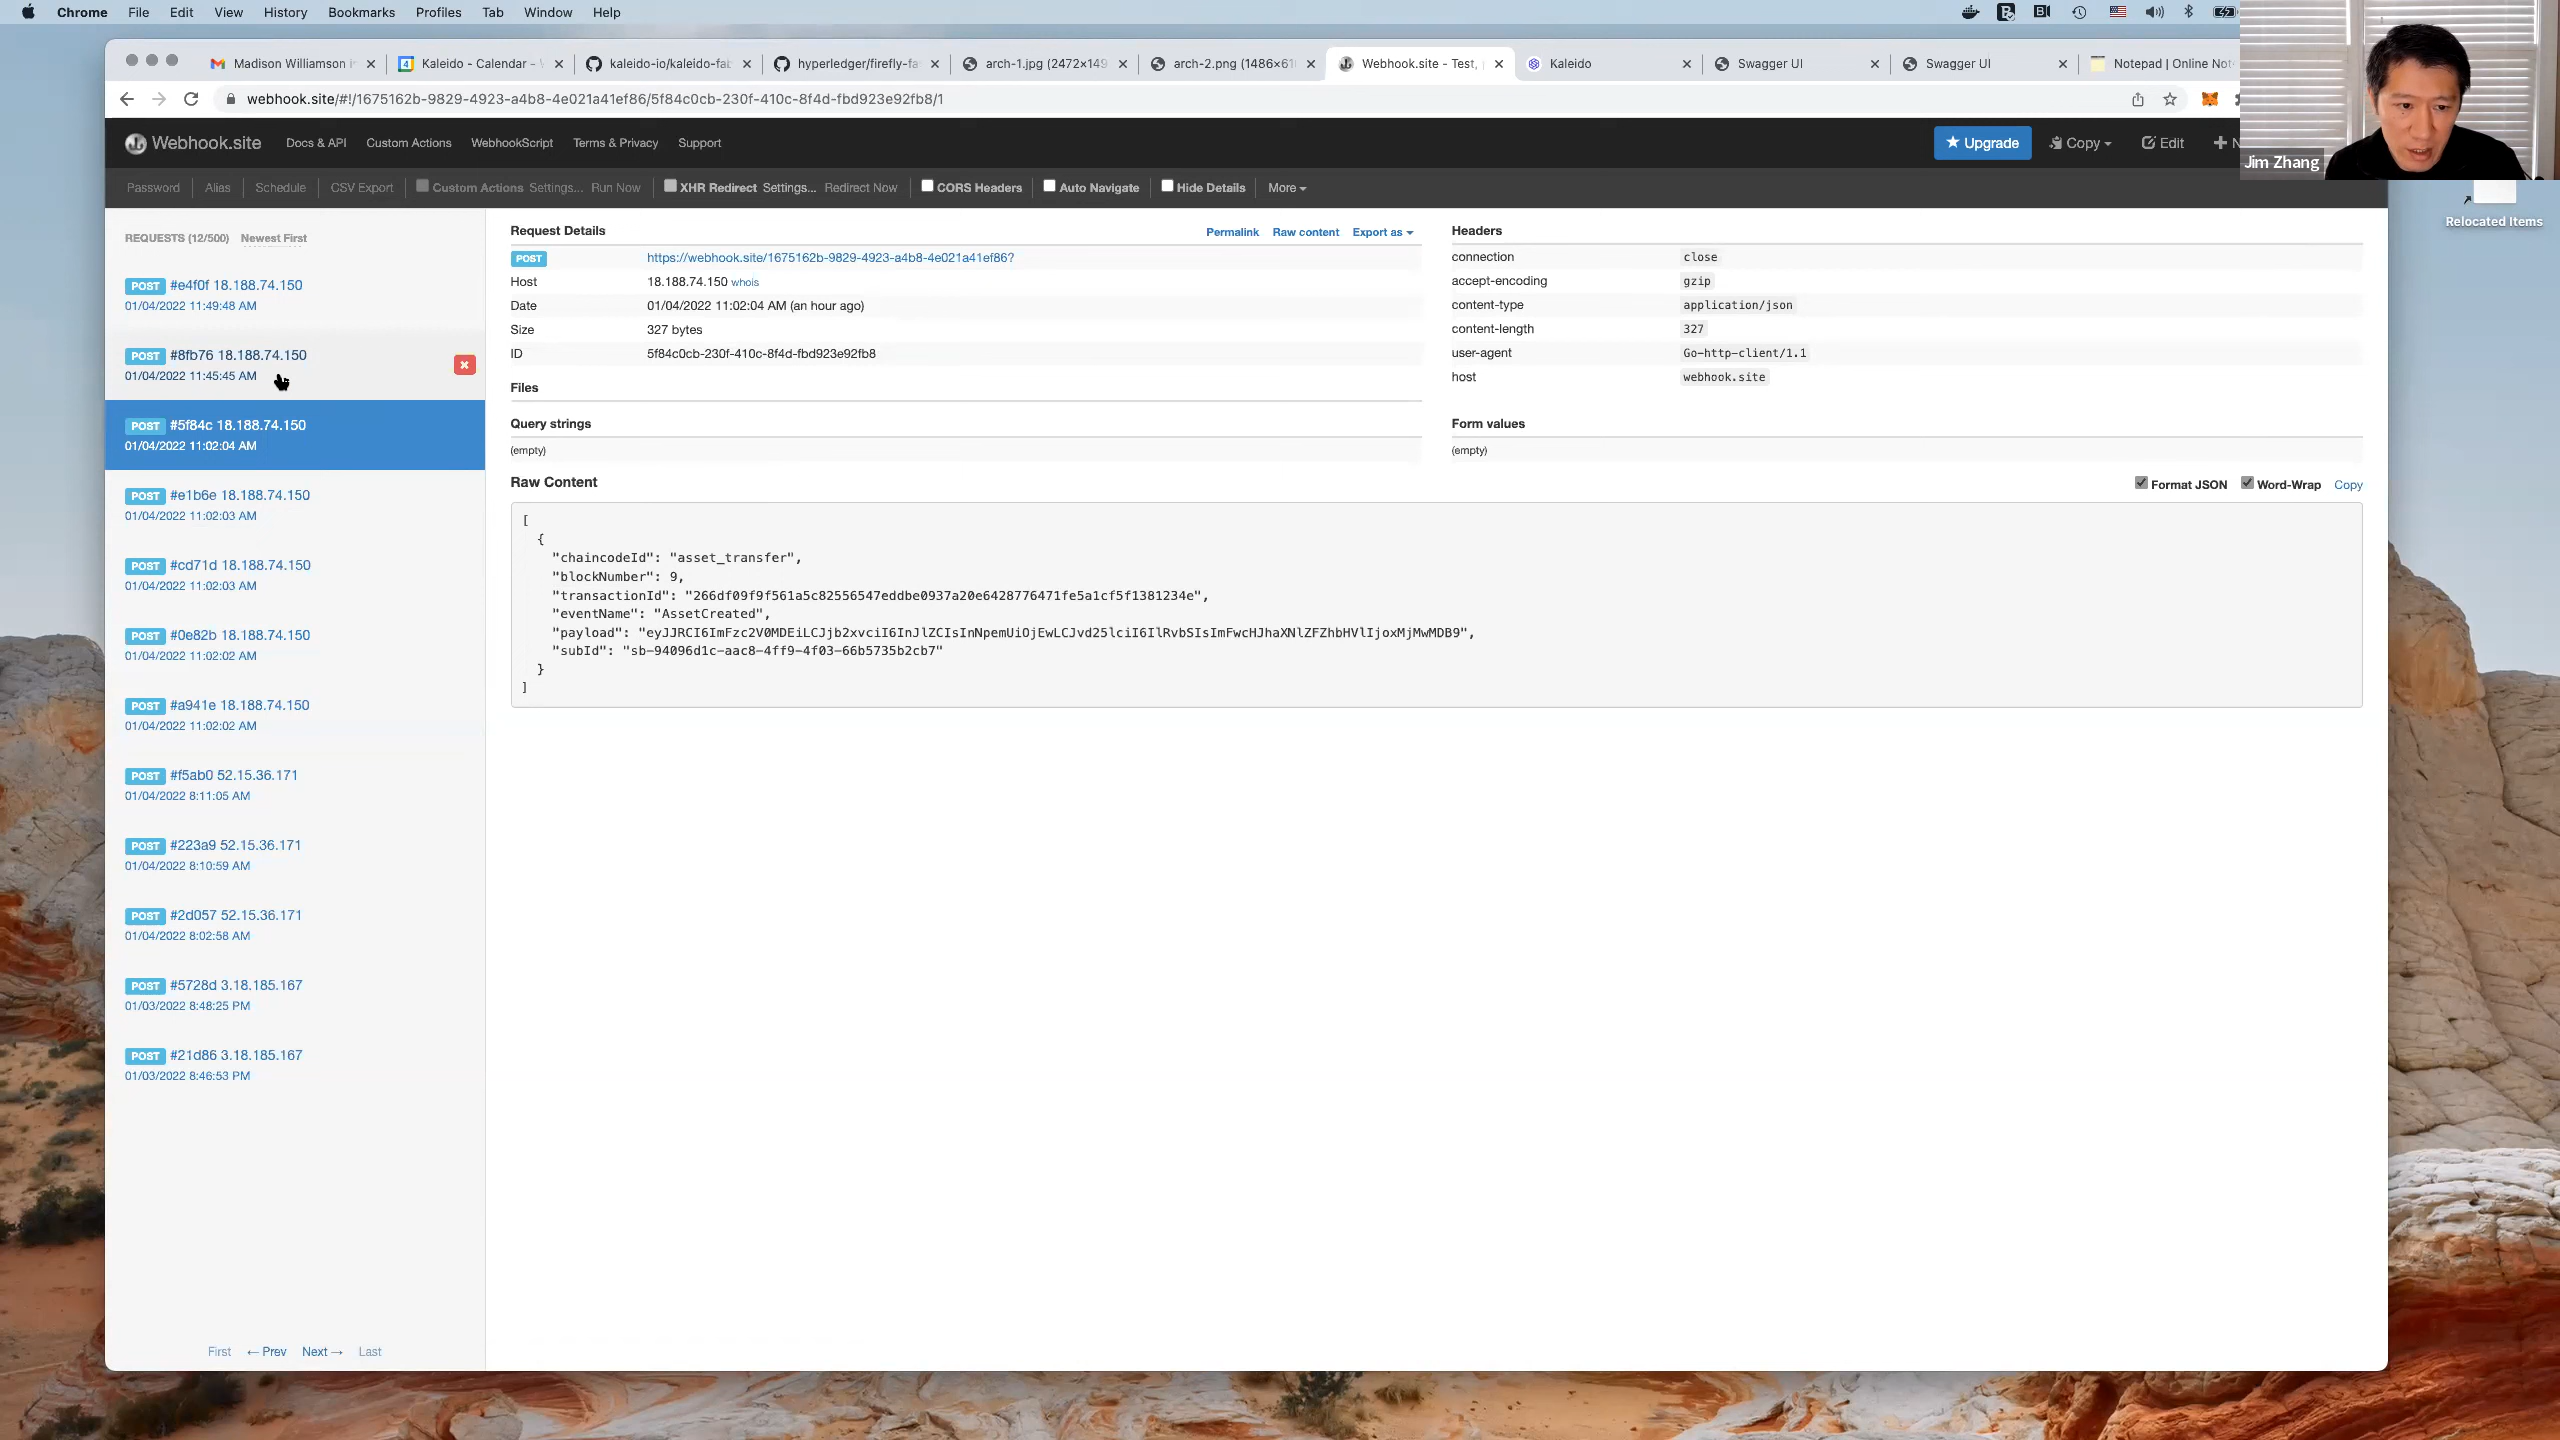 Chrome File Edit View History Bookmarks Profiles Tab Window Help
Madison Williamson i
Kaleido - Calendar -
kaleido-io/kaleido-fab
hyperledger/firefly-fa
arch-1.jpg (2472×149
arch-2.png (1486×61
Webhook.site - Test,
Kaleido
Swagger UI
Swagger UI
Notepad | Online Not
webhook.site/#!/1675162b-9829-4923-a4b8-4e021a41ef86/5f84c0cb-230f-410c-8f4d-fbd923e92fb8/1
Webhook.site Docs & API Custom Actions WebhookScript Terms & Privacy Support
Upgrade Copy Edit
Jim Zhang
Password Alias Schedule CSV Export Custom Actions Settings... Run Now XHR Redirect Settings... Redirect Now CORS Headers Auto Navigate Hide Details More
Relocated Items
REQUESTS (12/500) Newest First
POST #e4f0f 18.188.74.150
01/04/2022 11:49:48 AM
POST #8fb76 18.188.74.150
01/04/2022 11:45:45 AM
POST #5f84c 18.188.74.150
01/04/2022 11:02:04 AM
POST #e1b6e 18.188.74.150
01/04/2022 11:02:03 AM
POST #cd71d 18.188.74.150
01/04/2022 11:02:03 AM
POST #0e82b 18.188.74.150
01/04/2022 11:02:02 AM
POST #a941e 18.188.74.150
01/04/2022 11:02:02 AM
POST #f5ab0 52.15.36.171
01/04/2022 8:11:05 AM
POST #223a9 52.15.36.171
01/04/2022 8:10:59 AM
POST #2d057 52.15.36.171
01/04/2022 8:02:58 AM
POST #5728d 3.18.185.167
01/03/2022 8:48:25 PM
POST #21d86 3.18.185.167
01/03/2022 8:46:53 PM
First ← Prev Next → Last
Request Details Permalink Raw content Export as
POST https://webhook.site/1675162b-9829-4923-a4b8-4e021a41ef86?
Host 18.188.74.150 whois
Date 01/04/2022 11:02:04 AM (an hour ago)
Size 327 bytes
ID 5f84c0cb-230f-410c-8f4d-fbd923e92fb8
Files
Query strings
(empty)
Headers
connection close
accept-encoding gzip
content-type application/json
content-length 327
user-agent Go-http-client/1.1
host webhook.site
Form values
(empty)
Raw Content Format JSON Word-Wrap Copy
[
{
"chaincodeId": "asset_transfer",
"blockNumber": 9,
"transactionId": "266df09f9f561a5c82556547eddbe0937a20e6428776471fe5a1cf5f1381234e",
"eventName": "AssetCreated",
"payload": "eyJJRCI6ImFzc2V0MDEiLCJjb2xvciI6InJlZCIsInNpemUiOjEwLCJvd25lciI6IlRvbSIsImFwcHJhaXNlZFZhbHVlIjoxMjMwMDB9",
"subId": "sb-94096d1c-aac8-4ff9-4f03-66b5735b2cb7"
}
]